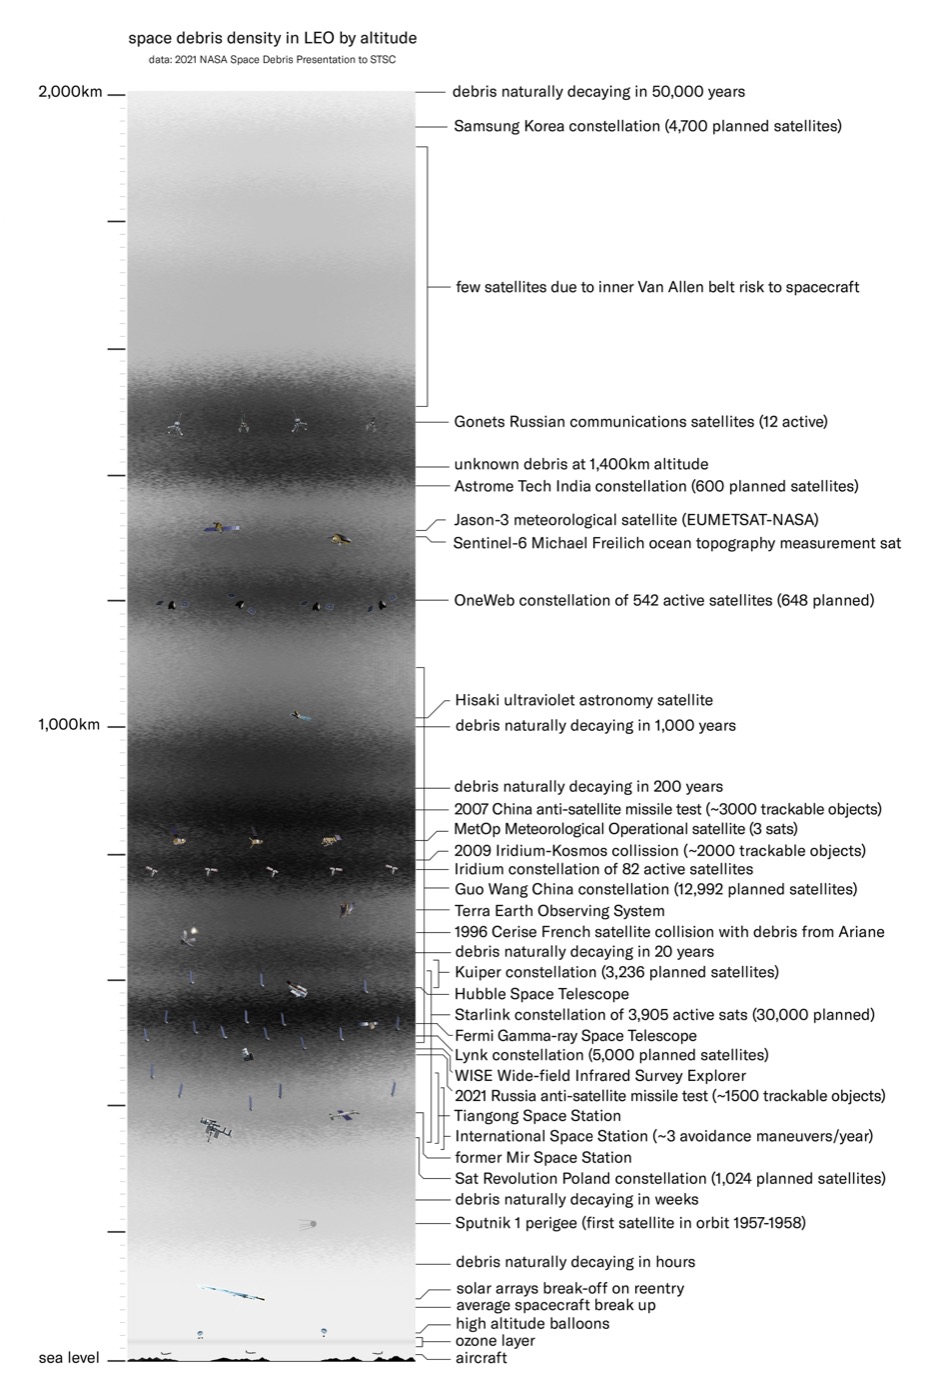 space debris density in LEO by altitude
data: 2021 NASA Space Debris Presentation to STSC
2,000km
debris naturally decaying in 50,000 years
Samsung Korea constellation (4,700 planned satellites)
few satellites due to inner Van Allen belt risk to spacecraft
Gonets Russian communications satellites (12 active)
unknown debris at 1,400km altitude
Astrome Tech India constellation (600 planned satellites)
Jason-3 meteorological satellite (EUMETSAT-NASA)
Sentinel-6 Michael Freilich ocean topography measurement sat
OneWeb constellation of 542 active satellites (648 planned)
Hisaki ultraviolet astronomy satellite
1,000km
debris naturally decaying in 1,000 years
debris naturally decaying in 200 years
2007 China anti-satellite missile test (~3000 trackable objects)
MetOp Meteorological Operational satellite (3 sats)
2009 Iridium-Kosmos collission (~2000 trackable objects)
Iridium constellation of 82 active satellites
Guo Wang China constellation (12,992 planned satellites)
Terra Earth Observing System
1996 Cerise French satellite collision with debris from Ariane
debris naturally decaying in 20 years
Kuiper constellation (3,236 planned satellites)
Hubble Space Telescope
Starlink constellation of 3,905 active sats (30,000 planned)
Fermi Gamma-ray Space Telescope
Lynk constellation (5,000 planned satellites)
WISE Wide-field Infrared Survey Explorer
2021 Russia anti-satellite missile test (~1500 trackable objects)
Tiangong Space Station
International Space Station (~3 avoidance maneuvers/year)
former Mir Space Station
Sat Revolution Poland constellation (1,024 planned satellites)
debris naturally decaying in weeks
Sputnik 1 perigee (first satellite in orbit 1957-1958)
debris naturally decaying in hours
solar arrays break-off on reentry
average spacecraft break up
high altitude balloons
ozone layer
sea level
aircraft